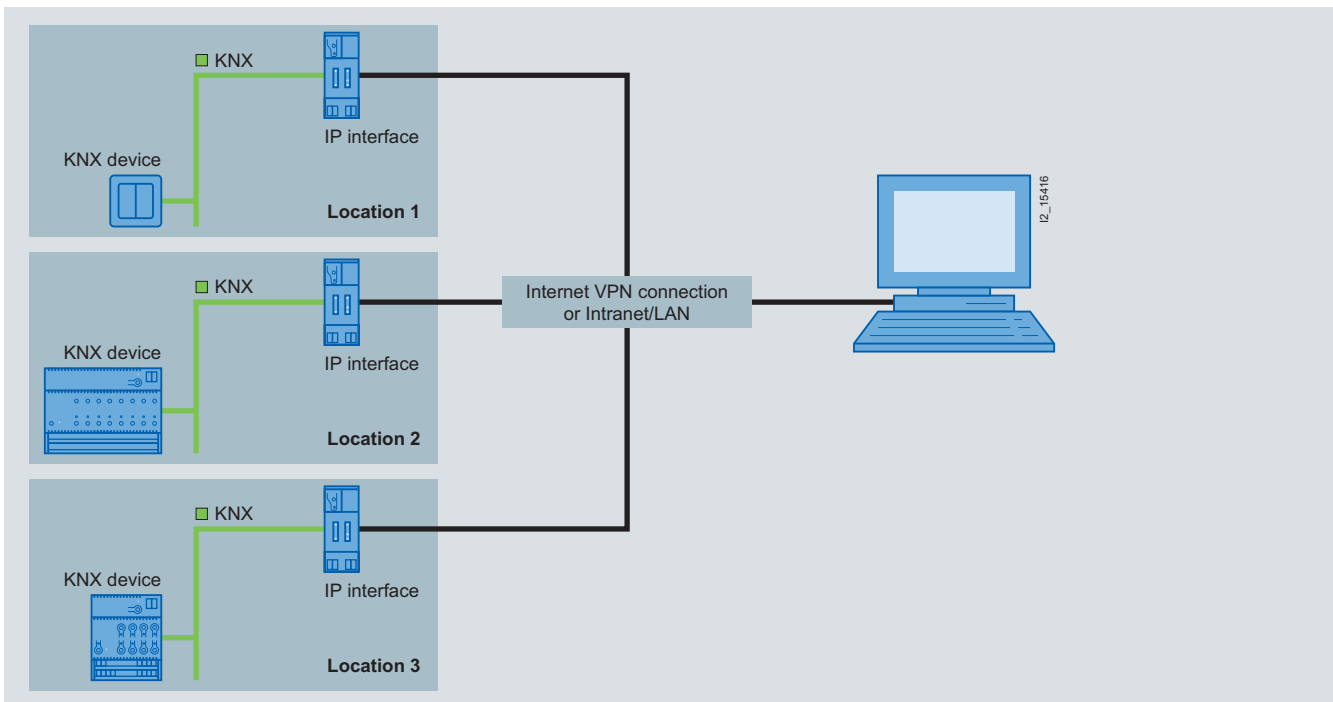 KNX
IP interface
KNX device
Location 1
KNX
IP interface
KNX device
Location 2
KNX
IP interface
KNX device
Location 3
Internet VPN connection
or Intranet/LAN
I2_15416